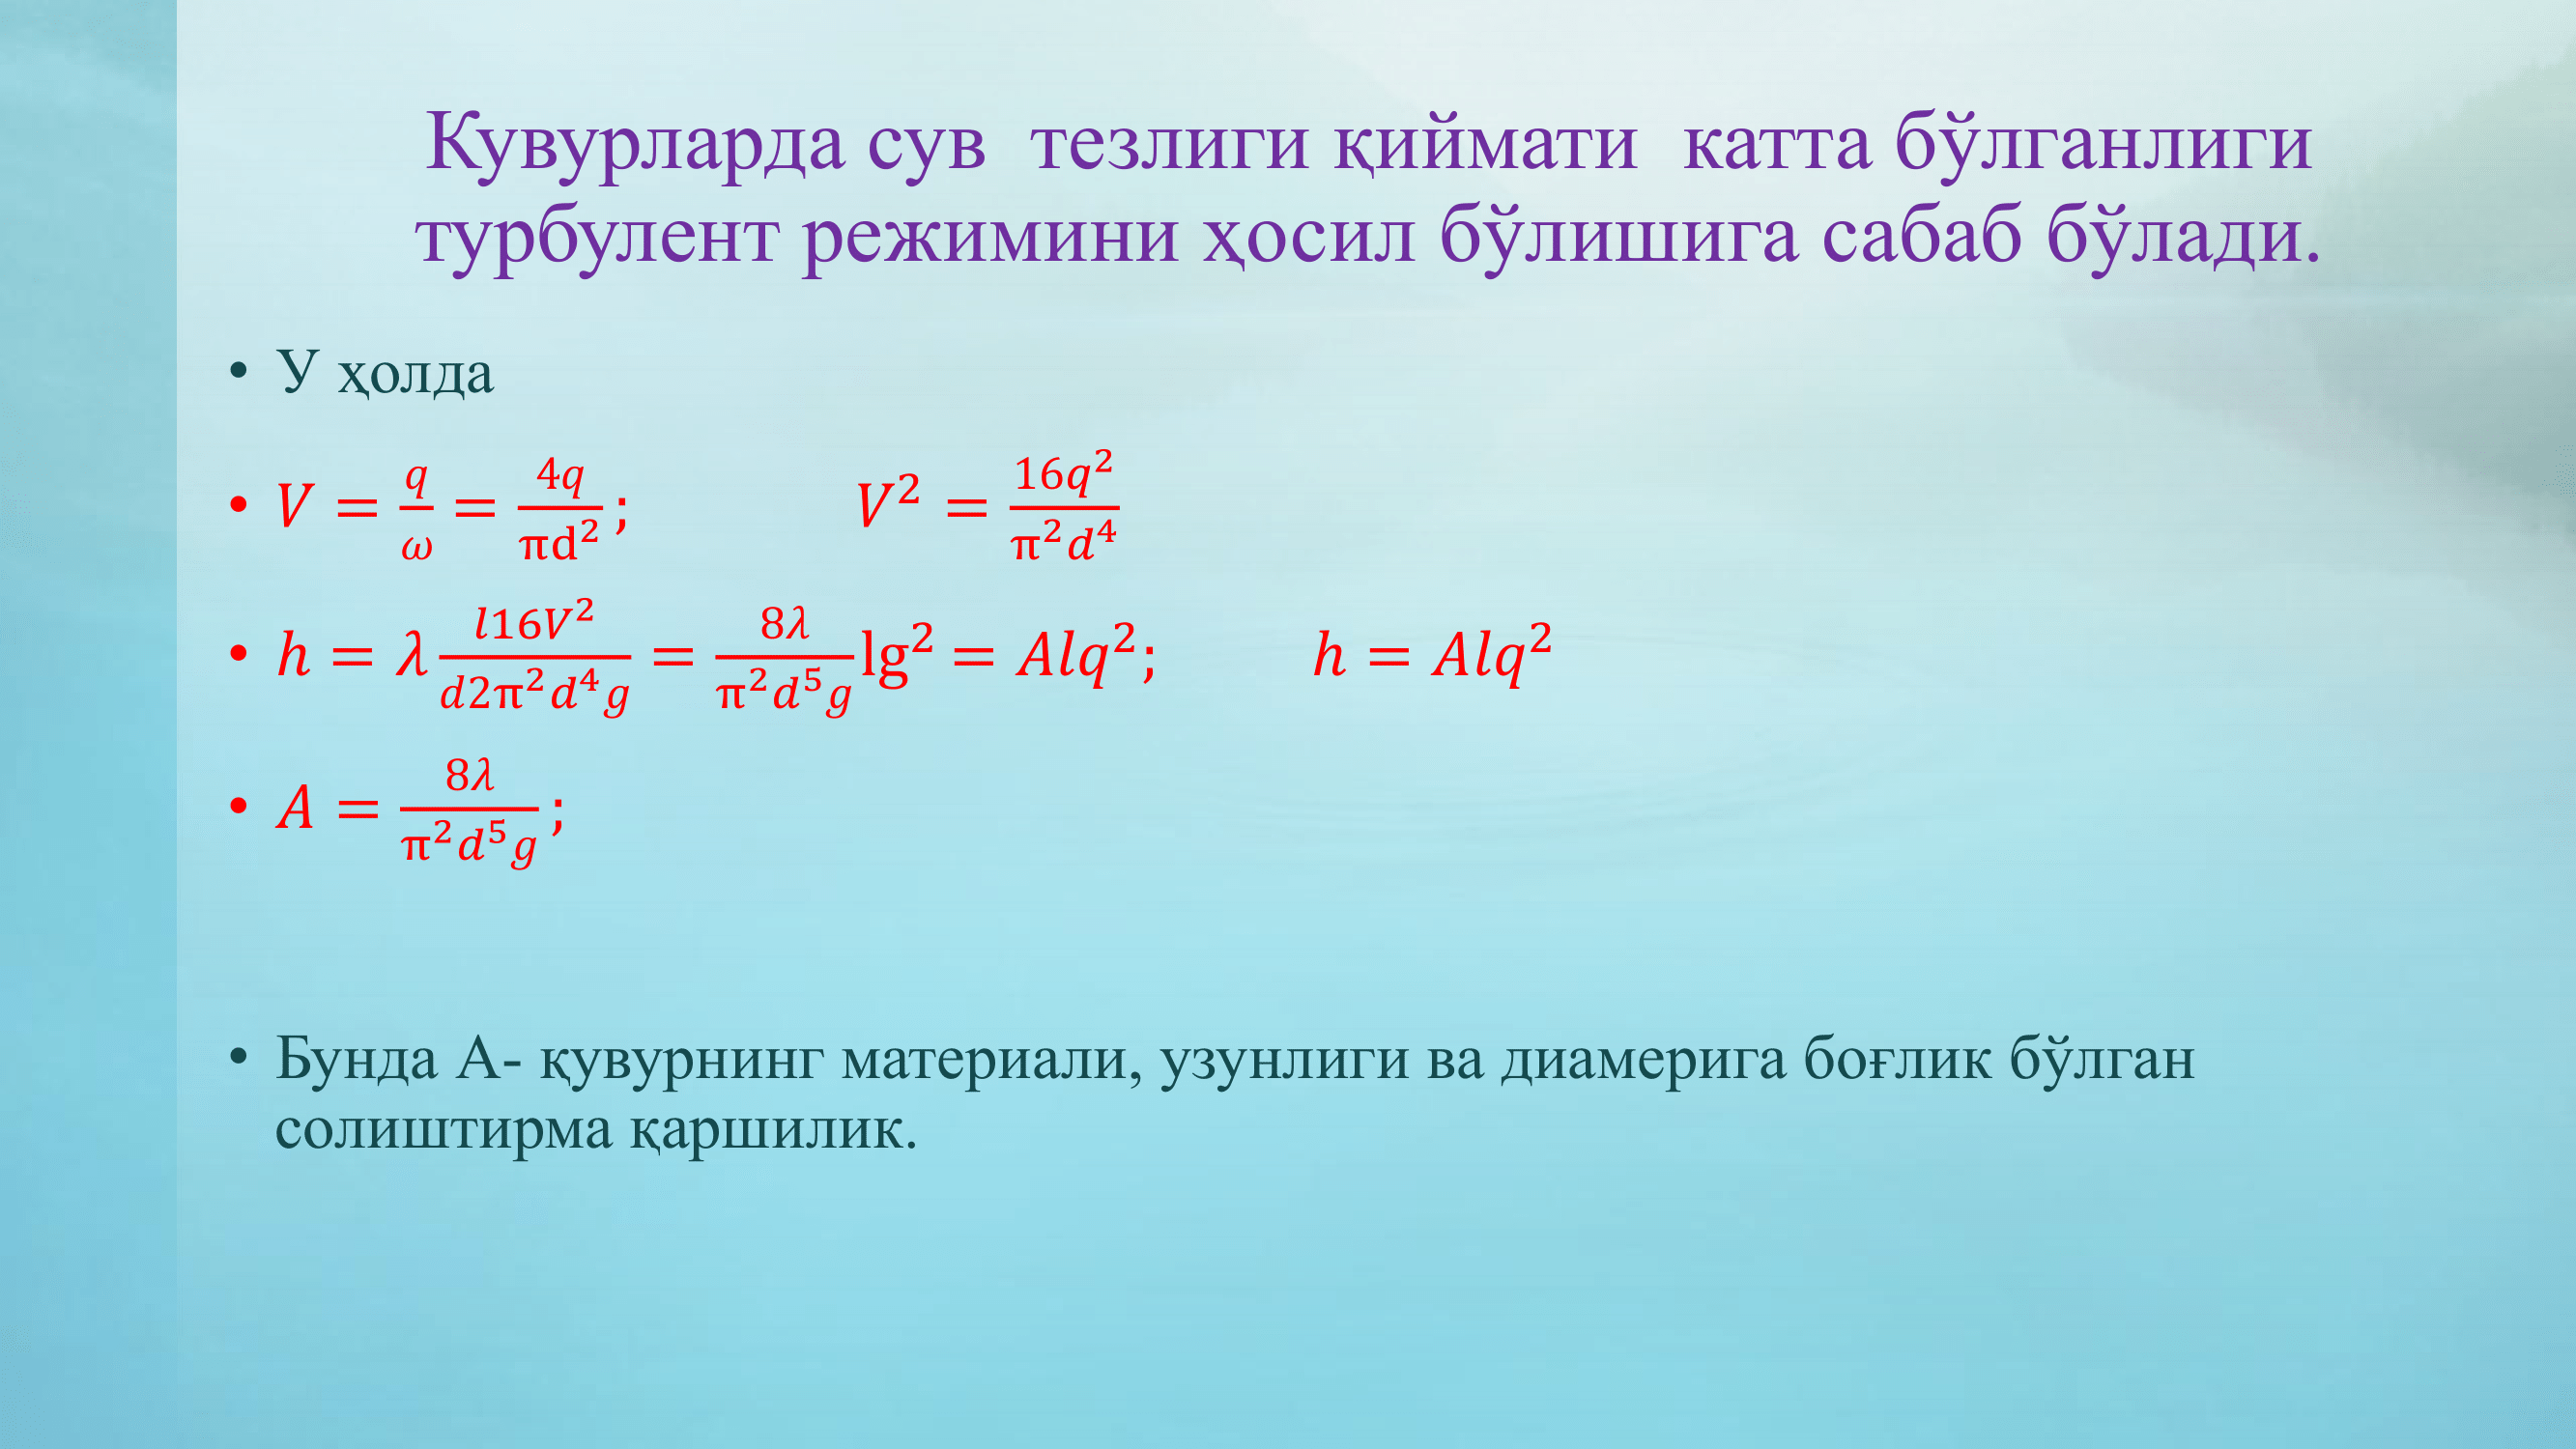 Кувурларда сув  тезлиги қиймати  катта бўлганлиги
турбулент режимини ҳосил бўлишига сабаб бўлади.
• У ҳолда
• $V = \frac{q}{\omega} = \frac{4q}{\pi d^2}$; $V^2 = \frac{16q^2}{\pi^2 d^4}$
• $h = \lambda \frac{l16V^2}{d2\pi^2 d^4 g} = \frac{8\lambda}{\pi^2 d^5 g} \mathrm{lg}^2 = Alq^2$; $h = Alq^2$
• $A = \frac{8\lambda}{\pi^2 d^5 g}$;
• Бунда А- қувурнинг материали, узунлиги ва диамерига боғлик бўлган
солиштирма қаршилик.